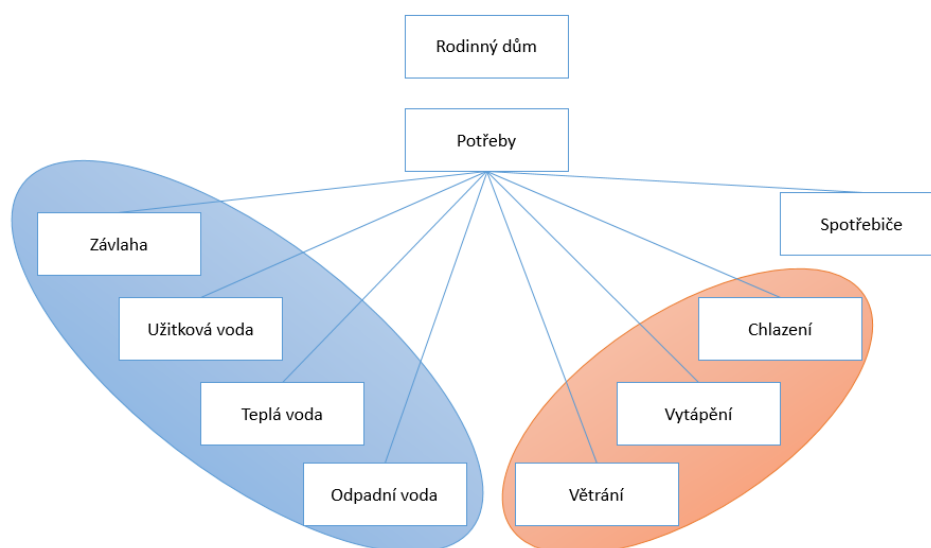 Rodinný dům
Potřeby
Spotřebiče
Závlaha
Užitková voda
Chlazení
Teplá voda
Vytápění
Odpadní voda
Větrání